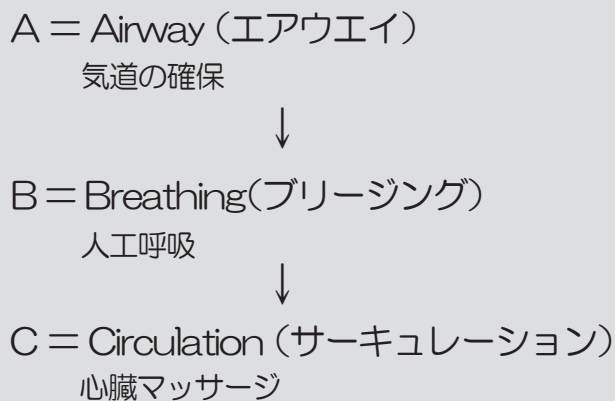 A＝Airway（エアウエイ）
気道の確保
↓
B＝Breathing(ブリージング）
人工呼吸
↓
C＝Circulation（サーキュレーション）
心臓マッサージ